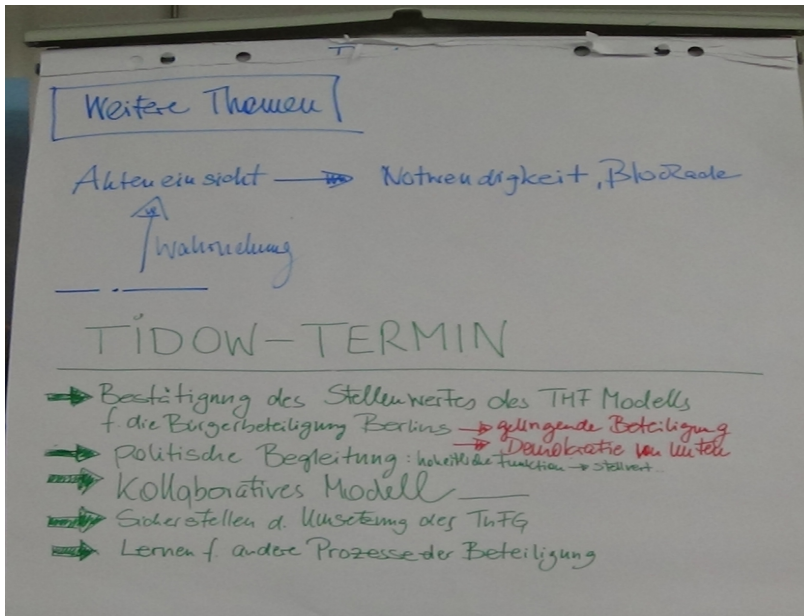 Weitere Themen
Akteneinsicht → Notwendigkeit, Blockade
Wahrnehmung
TIDOW-TERMIN
→ Bestätigung des Stellenwertes des THF Modells
f. die Bürgerbeteiligung Berlins → gelingende Beteiligung
→ Demokratie von unten
→ Politische Begleitung: hoheitliche Funktion → stellvert...
→ Kollaboratives Modell
→ Sicherstellen d. Umsetzung des ThFG
→ Lernen f. andere Prozesse der Beteiligung